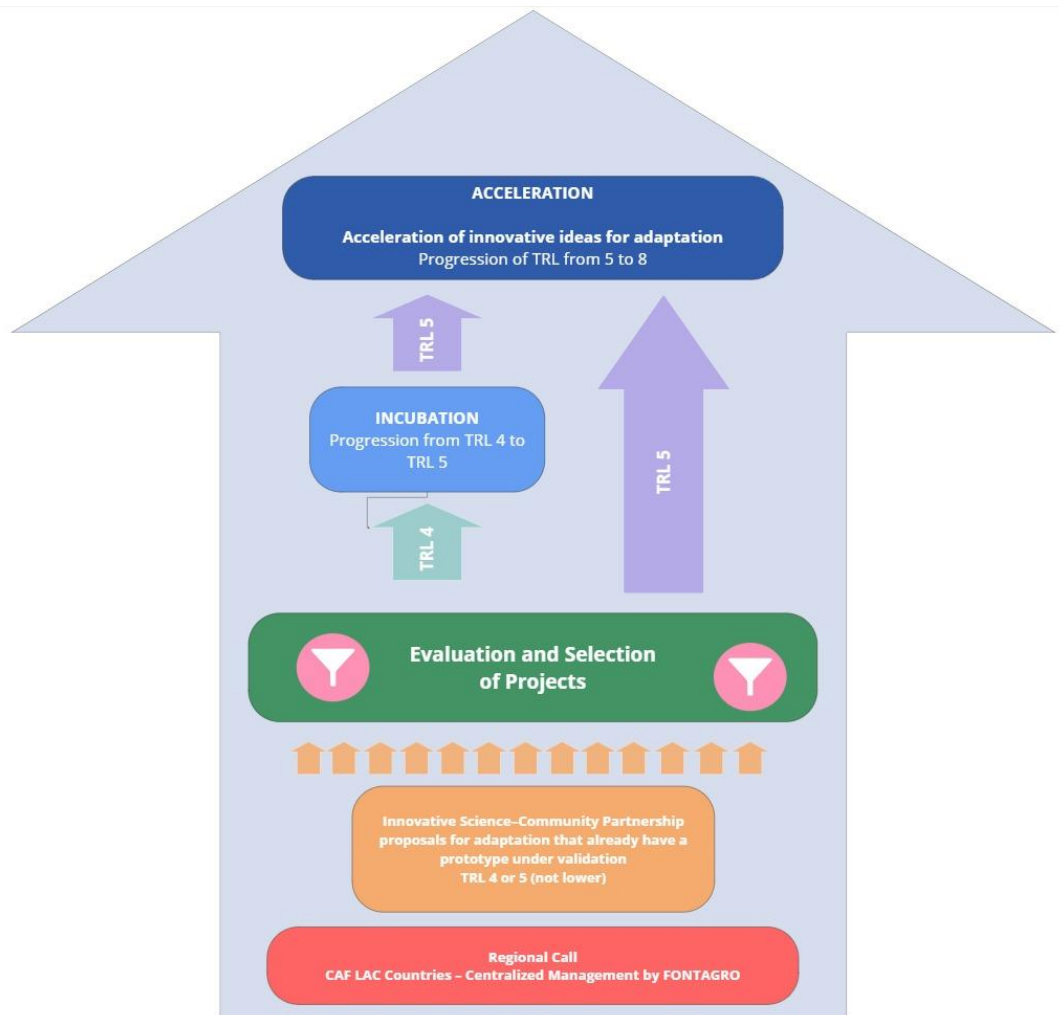 ACCELERATION
Acceleration of innovative ideas for adaptation
Progression of TRL from 5 to 8
TRL 5
INCUBATION
Progression from TRL 4 to
TRL 5
TRL 5
TRL 4
Evaluation and Selection
of Projects
Innovative Science–Community Partnership
proposals for adaptation that already have a
prototype under validation
TRL 4 or 5 (not lower)
Regional Call
CAF LAC Countries – Centralized Management by FONTAGRO